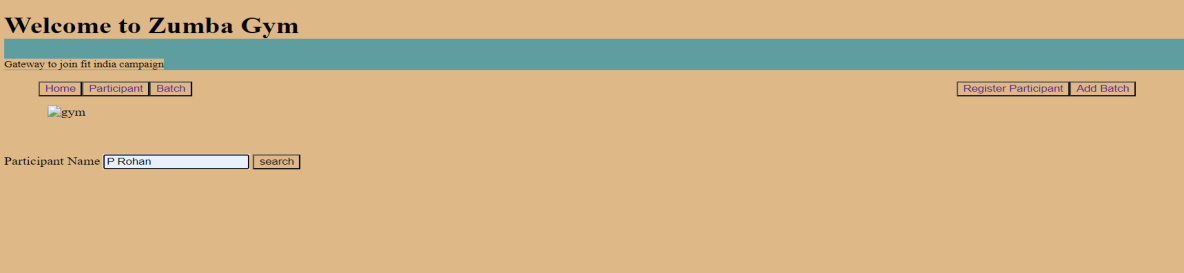 Welcome to Zumba Gym
Gateway to join fit india campaign
Home Participant Batch Register Participant Add Batch
gym
Participant Name P Rohan search